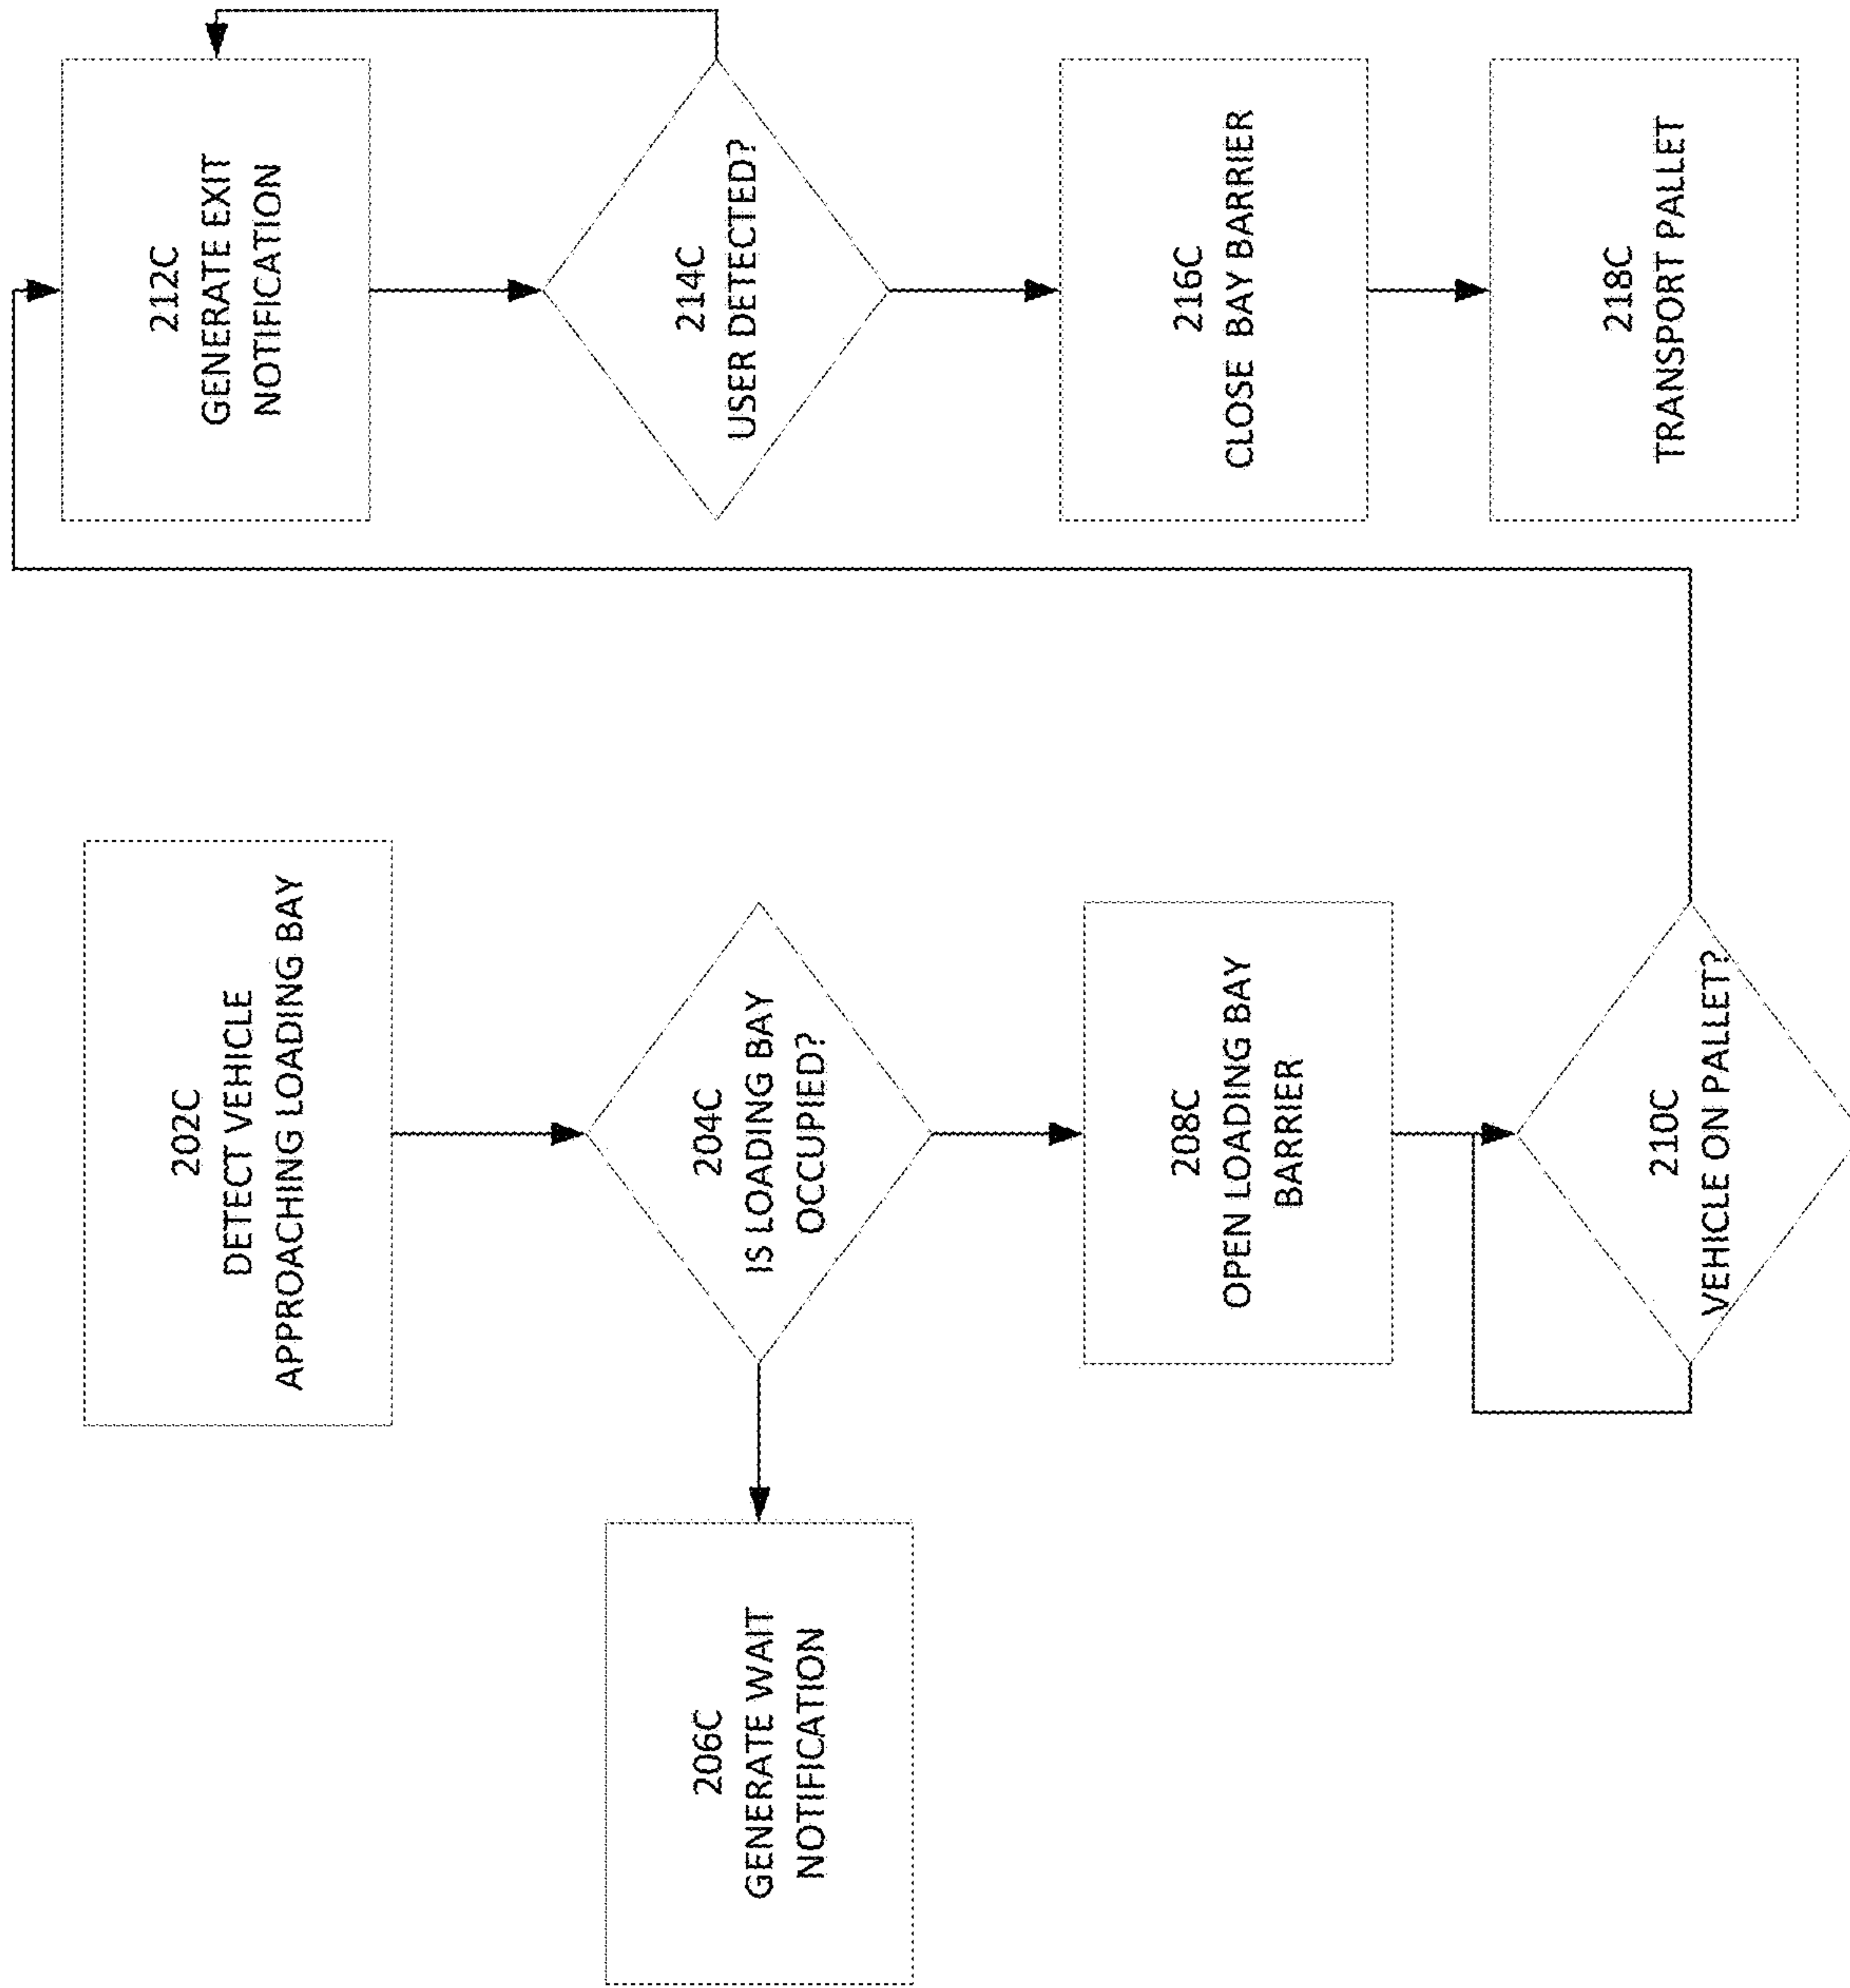 202C
DETECT VEHICLE
APPROACHING LOADING BAY
204C
IS LOADING BAY
OCCUPIED?
206C
GENERATE WAIT
NOTIFICATION
208C
OPEN LOADING BAY
BARRIER
210C
VEHICLE ON PALLET?
212C
GENERATE EXIT
NOTIFICATION
214C
USER DETECTED?
216C
CLOSE BAY BARRIER
218C
TRANSPORT PALLET